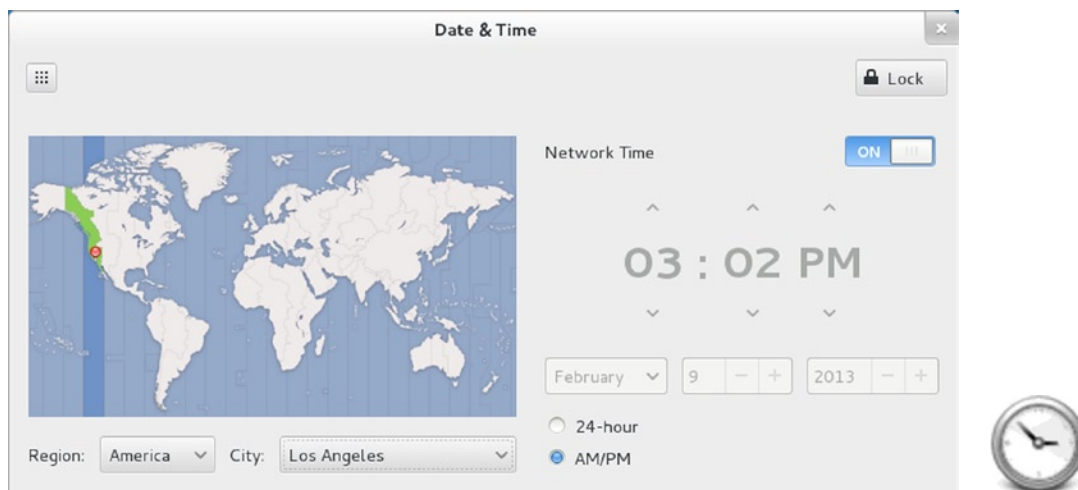 Date & Time
Lock
Network Time
ON
03 : 02 PM
February 9 2013
24-hour
AM/PM
Region: America City: Los Angeles